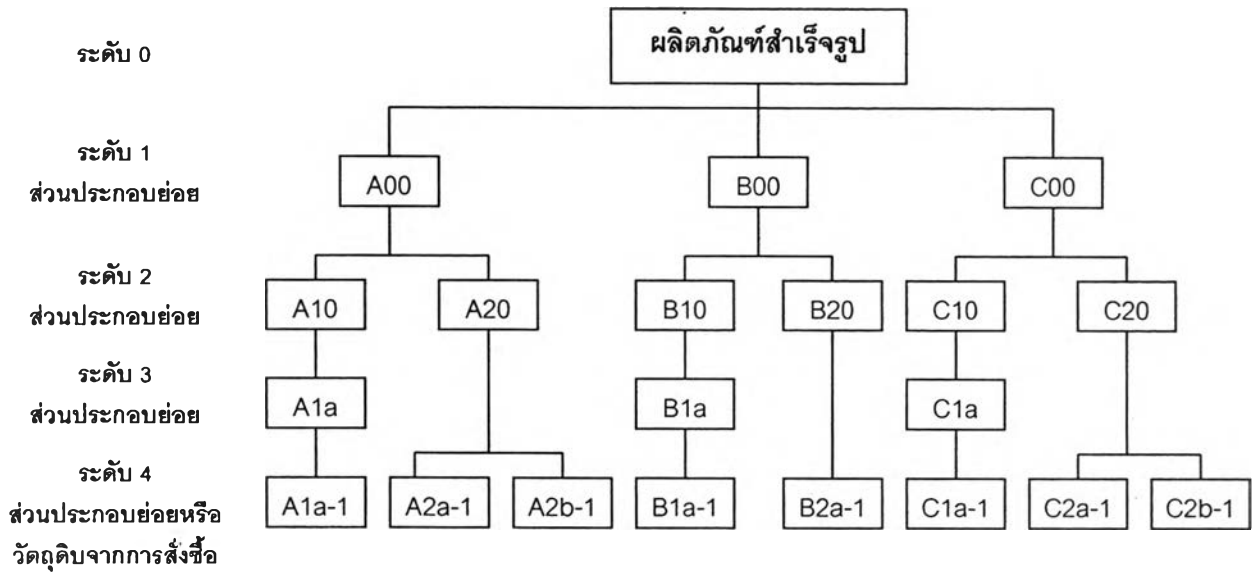 ระดับ 0
ผลิตภัณฑ์สำเร็จรูป
ระดับ 1
ส่วนประกอบย่อย
A00
B00
C00
ระดับ 2
ส่วนประกอบย่อย
A10
A20
B10
B20
C10
C20
ระดับ 3
ส่วนประกอบย่อย
A1a
B1a
C1a
ระดับ 4
ส่วนประกอบย่อยหรือ
วัตถุดิบจากการสั่งซื้อ
A1a-1
A2a-1
A2b-1
B1a-1
B2a-1
C1a-1
C2a-1
C2b-1